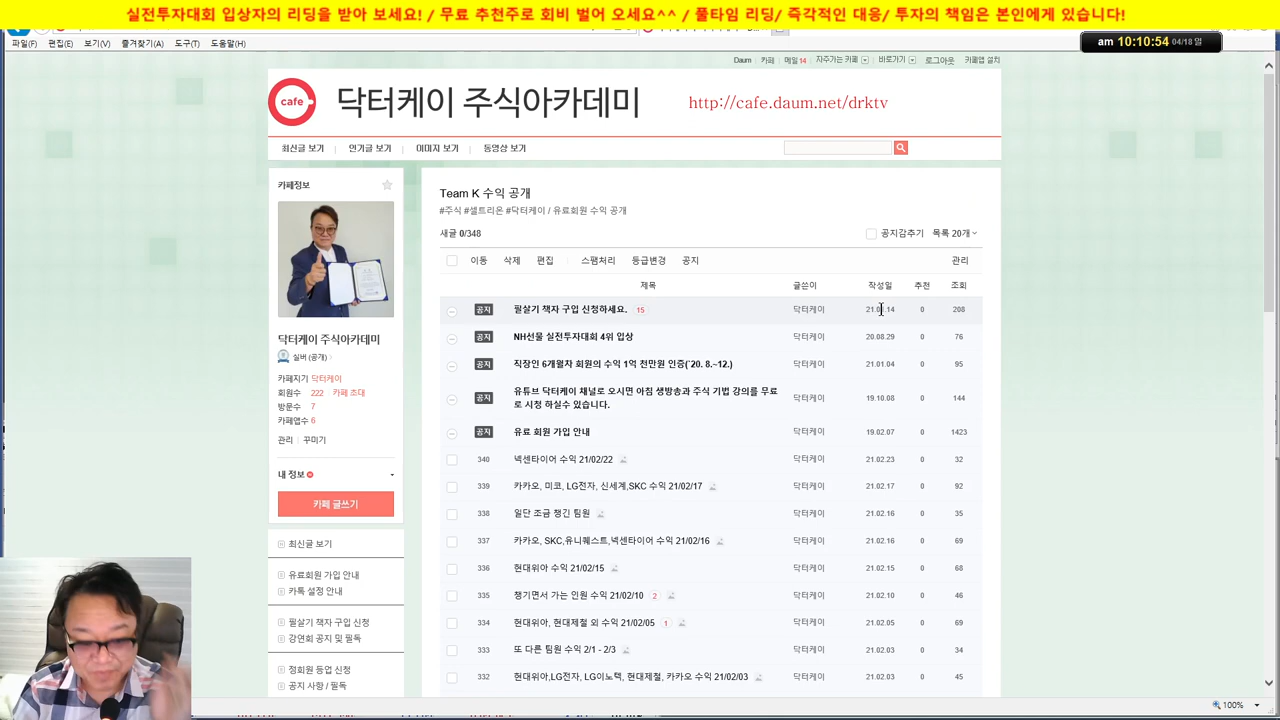 실전투자대회 입상자의 리딩을 받아 보세요! / 무료 추천주로 회비 벌어 오세요^^ / 풀타임 리딩/ 즉각적인 대응/ 투자의 책임은 본인에게 있습니다!
파일(F) 편집(E) 보기(V) 즐겨찾기(A) 도구(T) 도움말(H)
am 10:10:54 04/18 일
Daum 카페 메일 14 자주가는 카페 바로가기 로그아웃 카페앱 설치
cafe 닥터케이 주식아카데미 http://cafe.daum.net/drktv
최신글 보기 인기글 보기 이미지 보기 동영상 보기
카페정보
닥터케이 주식아카데미
실버 (공개)
카페지기 닥터케이
회원수 222 카페 초대
방문수 7
카페앱수 6
관리 꾸미기
내 정보
카페 글쓰기
최신글 보기
유료회원 가입 안내
카톡 설정 안내
필살기 책자 구입 신청
강연회 공지 및 필독
정회원 등업 신청
공지 사항 / 필독
Team K 수익 공개
#주식 #셀트리온 #닥터케이 / 유료회원 수익 공개
새글 0/348 공지감추기 목록 20개
이동 삭제 편집 스팸처리 등급변경 공지 관리
제목 글쓴이 작성일 추천 조회
공지 필살기 책자 구입 신청하세요. 15 닥터케이 0 208
공지 NH선물 실전투자대회 4위 입상 닥터케이 20.08.29 0 76
공지 직장인 6개월차 회원의 수익 1억 천만원 인증(`20. 8.~12.) 닥터케이 21.01.04 0 95
공지 유튜브 닥터케이 채널로 오시면 아침 생방송과 주식 기법 강의를 무료
로 시청 하실수 있습니다. 닥터케이 19.10.08 0 144
공지 유료 회원 가입 안내 닥터케이 19.02.07 0 1423
340 넥센타이어 수익 21/02/22 닥터케이 21.02.23 0 32
339 카카오, 미코, LG전자, 신세계,SKC 수익 21/02/17 닥터케이 21.02.17 0 92
338 일단 조금 챙긴 팀원 닥터케이 21.02.16 0 35
337 카카오, SKC,유니퀘스트,넥센타이어 수익 21/02/16 닥터케이 21.02.16 0 69
336 현대위아 수익 21/02/15 닥터케이 21.02.15 0 68
335 챙기면서 가는 인원 수익 21/02/10 2 닥터케이 21.02.10 0 46
334 현대위아, 현대제철 외 수익 21/02/05 1 닥터케이 21.02.05 0 69
333 또 다른 팀원 수익 2/1 - 2/3 닥터케이 21.02.03 0 34
332 현대위아,LG전자, LG이노텍, 현대제철, 카카오 수익 21/02/03 닥터케이 21.02.03 0 45
100%